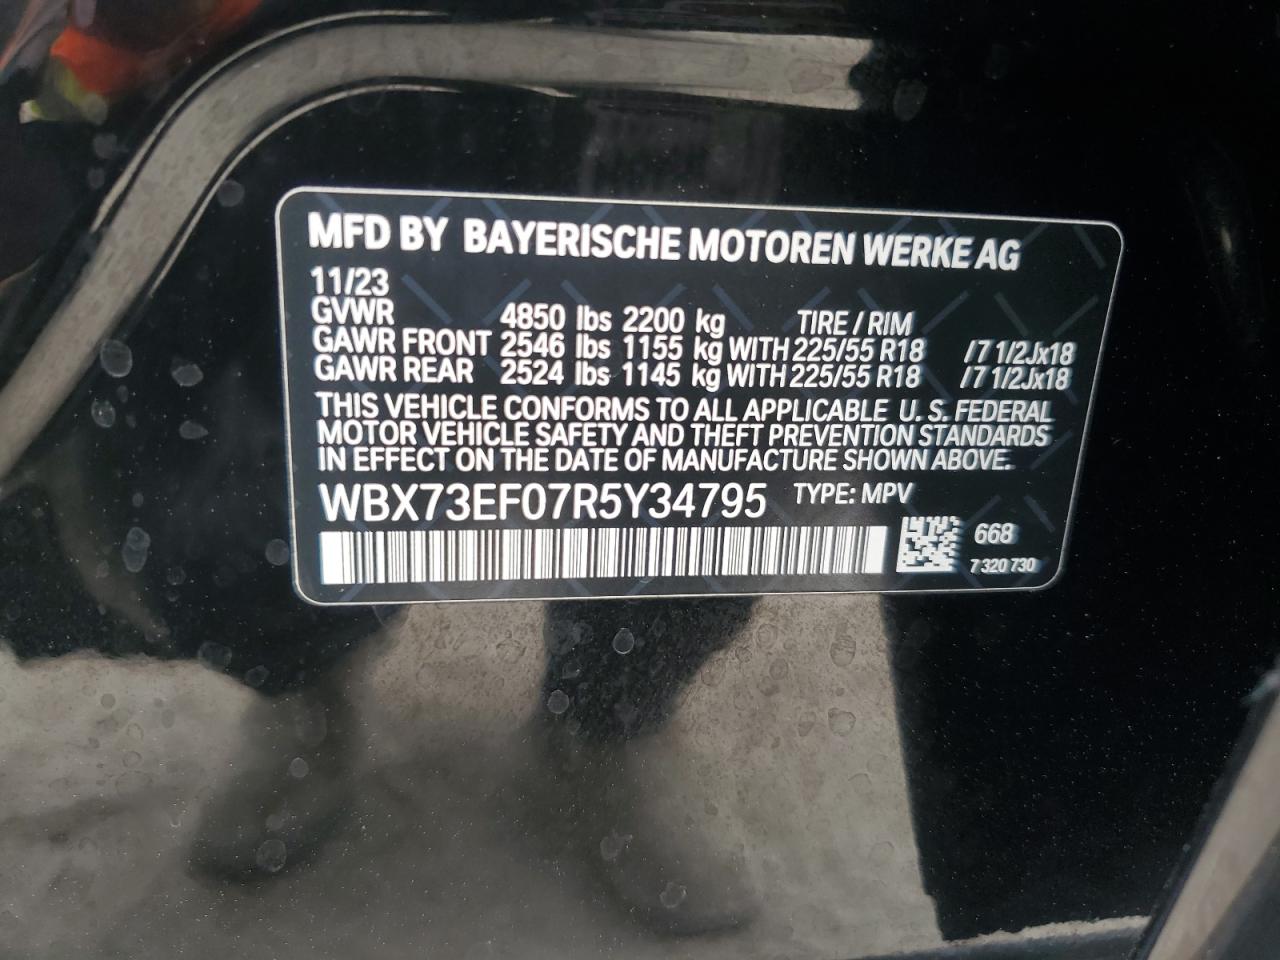 MFD BY BAYERISCHE MOTOREN WERKE AG
11/23
GVWR 4850 lbs 2200 kg TIRE / RIM
GAWR FRONT 2546 lbs 1155 kg WITH 225/55 R18 /7 1/2Jx18
GAWR REAR 2524 lbs 1145 kg WITH 225/55 R18 /7 1/2Jx18
THIS VEHICLE CONFORMS TO ALL APPLICABLE U. S. FEDERAL
MOTOR VEHICLE SAFETY AND THEFT PREVENTION STANDARDS
IN EFFECT ON THE DATE OF MANUFACTURE SHOWN ABOVE.
WBX73EF07R5Y34795 TYPE: MPV
668
7 320 730